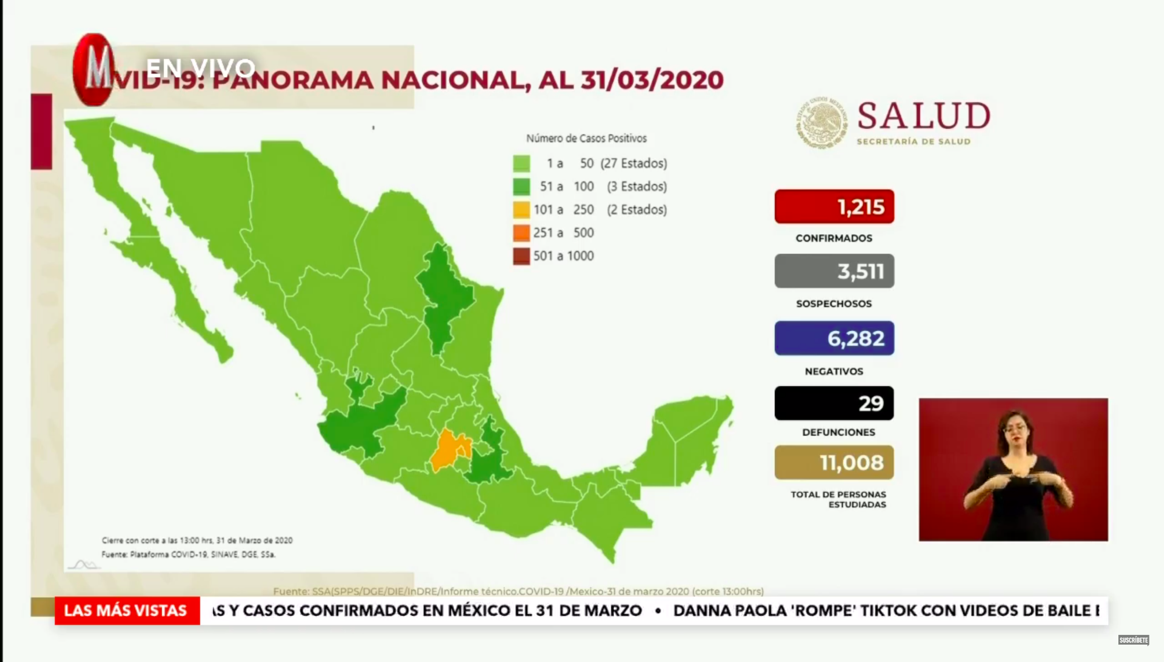 M
EN VIVO
VID-19: PANORAMA NACIONAL, AL 31/03/2020
SALUD
SECRETARÍA DE SALUD
Número de Casos Positivos
1 a 50 (27 Estados)
51 a 100 (3 Estados)
101 a 250 (2 Estados)
251 a 500
501 a 1000
1,215
CONFIRMADOS
3,511
SOSPECHOSOS
6,282
NEGATIVOS
29
DEFUNCIONES
11,008
TOTAL DE PERSONAS
ESTUDIADAS
Cierre con corte a las 13:00 hrs, 31 de Marzo de 2020
Fuente: Plataforma COVID-19, SINAVE, DGE, SSa.
Fuente: SSA(SPPS/DGE/DIE/InDRE/Informe técnico.COVID-19 /Mexico-31 de marzo 2020 (corte 13:00hrs)
LAS MÁS VISTAS
S Y CASOS CONFIRMADOS EN MÉXICO EL 31 DE MARZO • DANNA PAOLA 'ROMPE' TIKTOK CON VIDEOS DE BAILE
SUSCRÍBETE